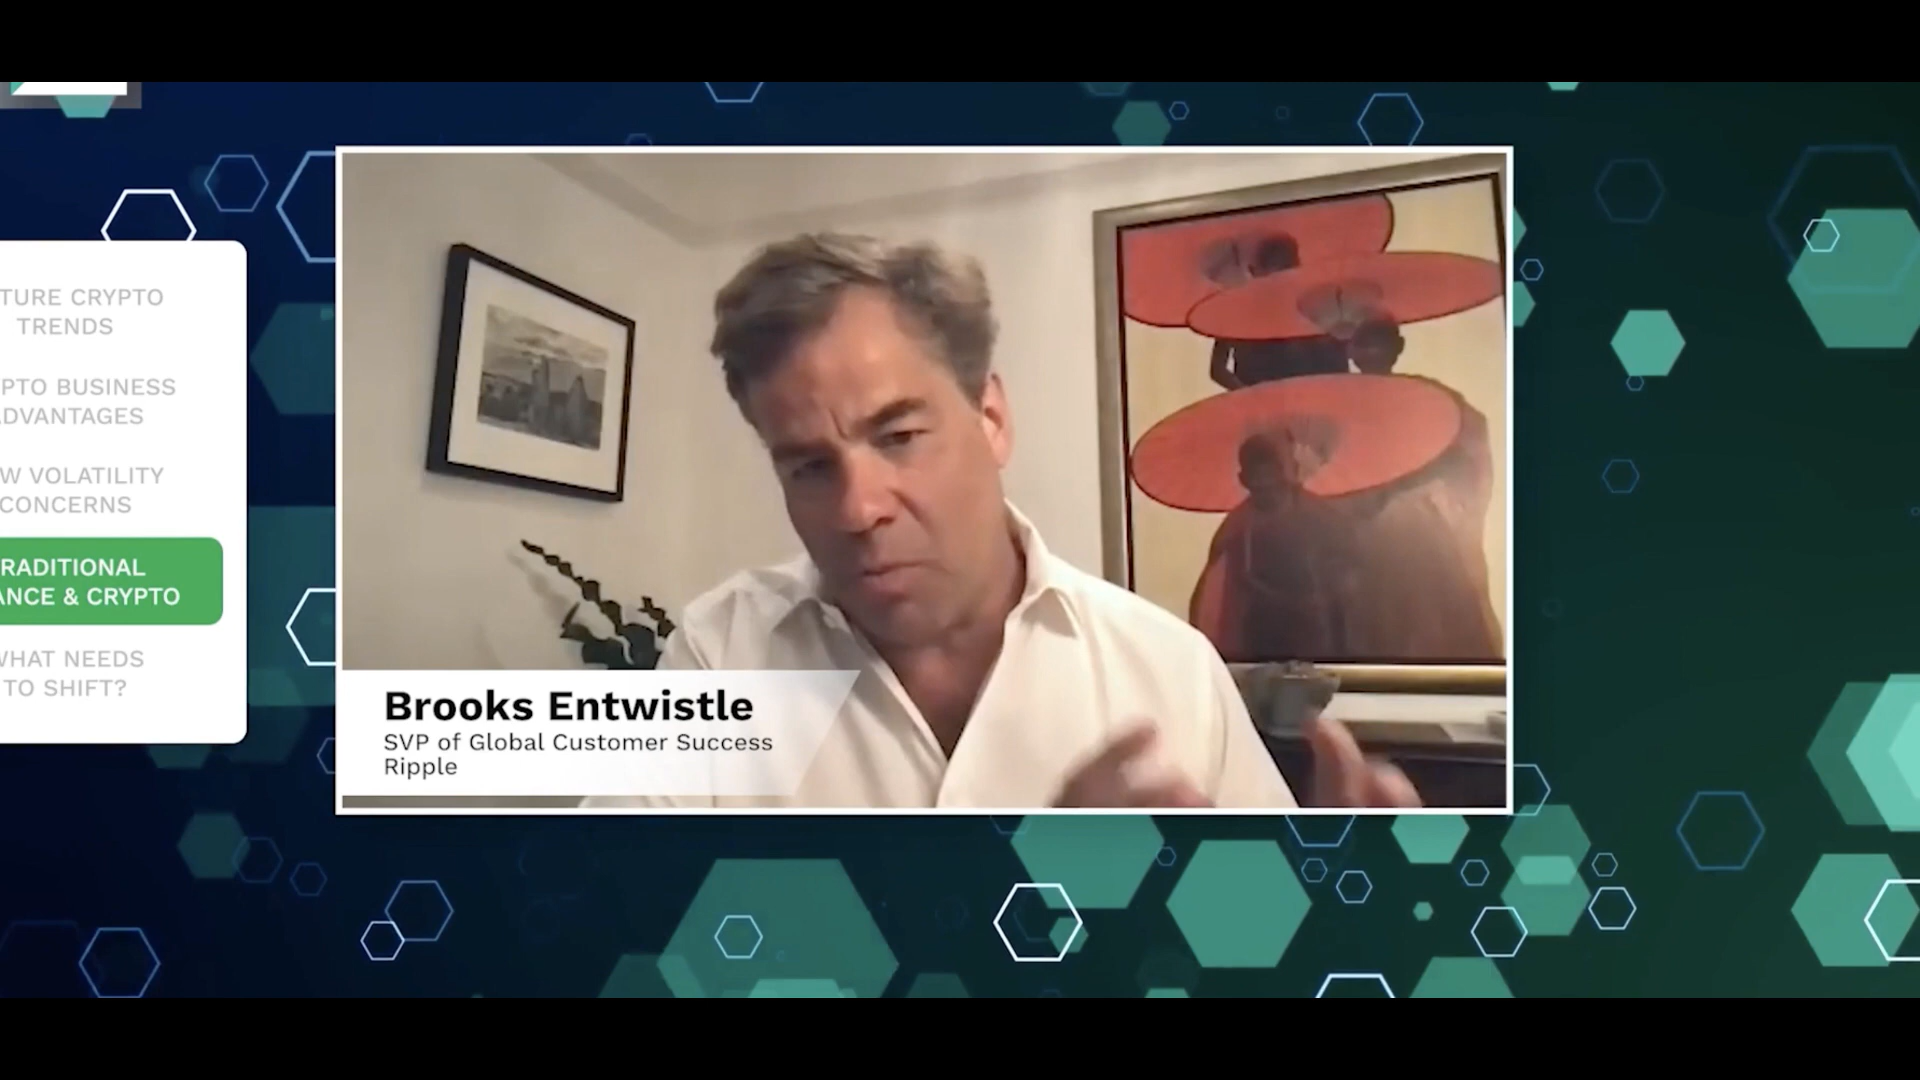 TURE CRYPTO
TRENDS
PTO BUSINESS
DVANTAGES
W VOLATILITY
CONCERNS
RADITIONAL
ANCE & CRYPTO
WHAT NEEDS
TO SHIFT?
Brooks Entwistle
SVP of Global Customer Success
Ripple